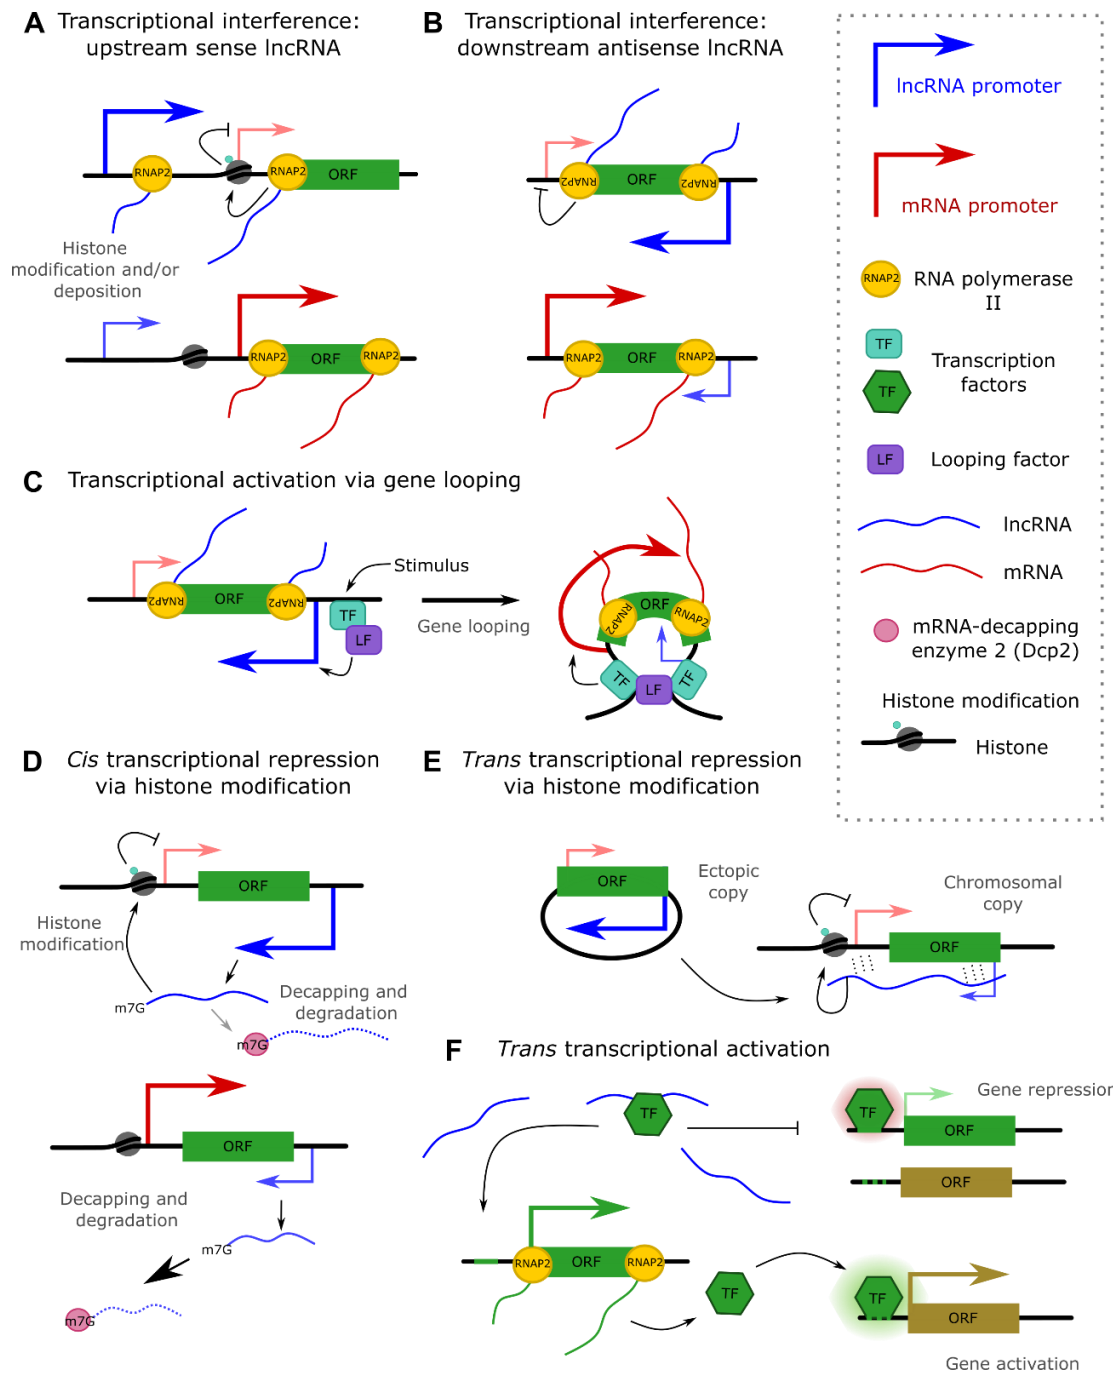 A Transcriptional interference:
upstream sense lncRNA
RNAP2
RNAP2
ORF
Histone
modification and/or
deposition
RNAP2
ORF
RNAP2
B Transcriptional interference:
downstream antisense lncRNA
RNAP2
ORF
RNAP2
RNAP2
ORF
RNAP2
lncRNA promoter
mRNA promoter
RNAP2
RNA polymerase
II
TF
TF
Transcription
factors
LF
Looping factor
lncRNA
mRNA
mRNA-decapping
enzyme 2 (Dcp2)
Histone modification
Histone
C Transcriptional activation via gene looping
RNAP2
ORF
RNAP2
Stimulus
TF
LF
Gene looping
RNAP2
ORF
RNAP2
TF
LF
TF
D Cis transcriptional repression
via histone modification
ORF
Histone
modification
m7G
Decapping and
degradation
m7G
ORF
Decapping and
degradation
m7G
m7G
E Trans transcriptional repression
via histone modification
ORF
Ectopic
copy
Chromosomal
copy
ORF
F Trans transcriptional activation
TF
TF
Gene repression
ORF
ORF
RNAP2
ORF
RNAP2
TF
TF
ORF
Gene activation